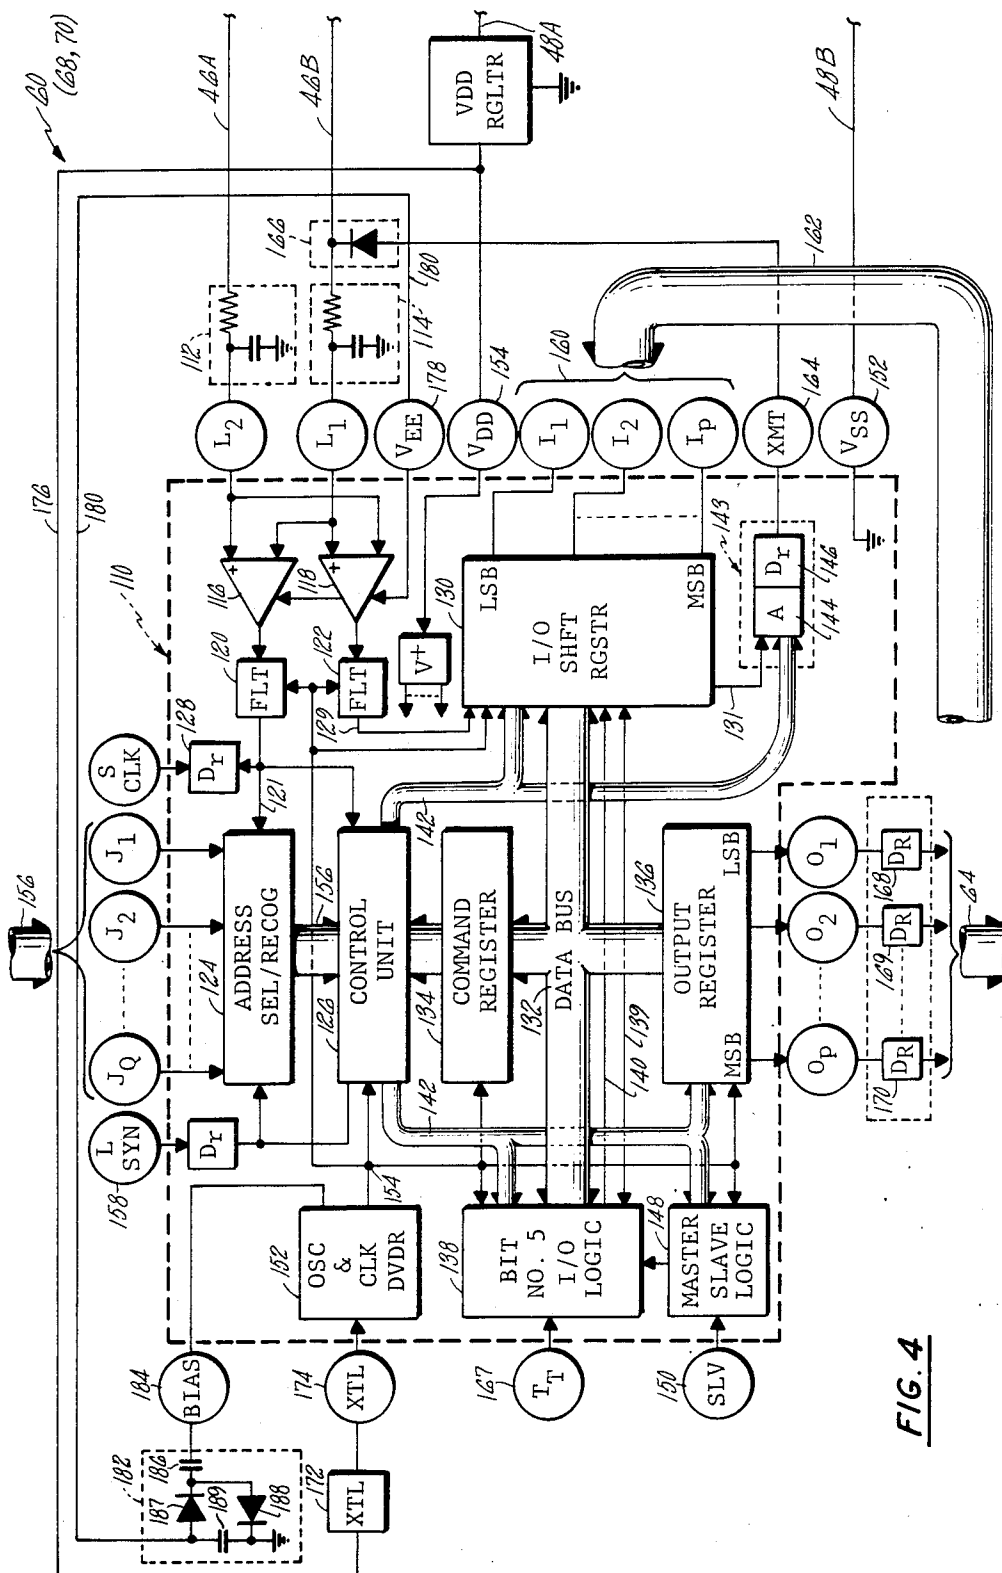 60
(68, 70)
46A
46B
48A
48B
VDD
RGLTR
176
180
166
112
114
180
178
154
160
162
164
152
L2
L1
VEE
VDD
I1
I2
Ip
XMT
VSS
110
116
118
+
+
120
FLT
122
FLT
V+
129
130
LSB
I/O
SHFT
RGSTR
MSB
143
131
A
Dr
144
146
S
CLK
128
Dr
121
156
J1
J2
JQ
124
ADDRESS
SEL/RECOG
156
126
CONTROL
UNIT
142
134
COMMAND
REGISTER
132
DATA BUS
136
OUTPUT
REGISTER
LSB
MSB
140
139
142
O1
O2
Op
168
DR
169
DR
170
DR
64
L
SYN
158
Dr
154
152
OSC
&
CLK
DVDR
138
BIT
NO. 5
I/O
LOGIC
148
MASTER
SLAVE
LOGIC
184
BIAS
174
XTL
167
TT
150
SLV
182
186
187
189
188
172
XTL
FIG. 4